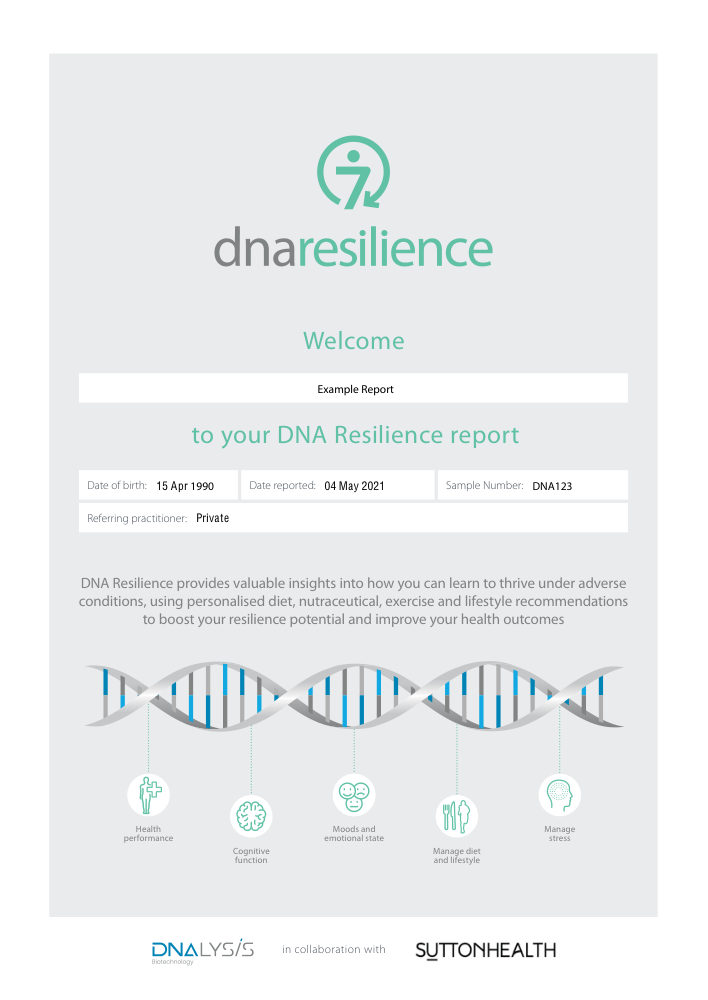 dnaresilience
Welcome
Example Report
to your DNA Resilience report
Date of birth: 15 Apr 1990
Date reported: 04 May 2021
Sample Number: DNA123
Referring practitioner: Private
DNA Resilience provides valuable insights into how you can learn to thrive under adverse
conditions, using personalised diet, nutraceutical, exercise and lifestyle recommendations
to boost your resilience potential and improve your health outcomes
Health
performance
Cognitive
function
Moods and
emotional state
Manage diet
and lifestyle
Manage
stress
DNALYSIS
Biotechnology
in collaboration with
SUTTONHEALTH